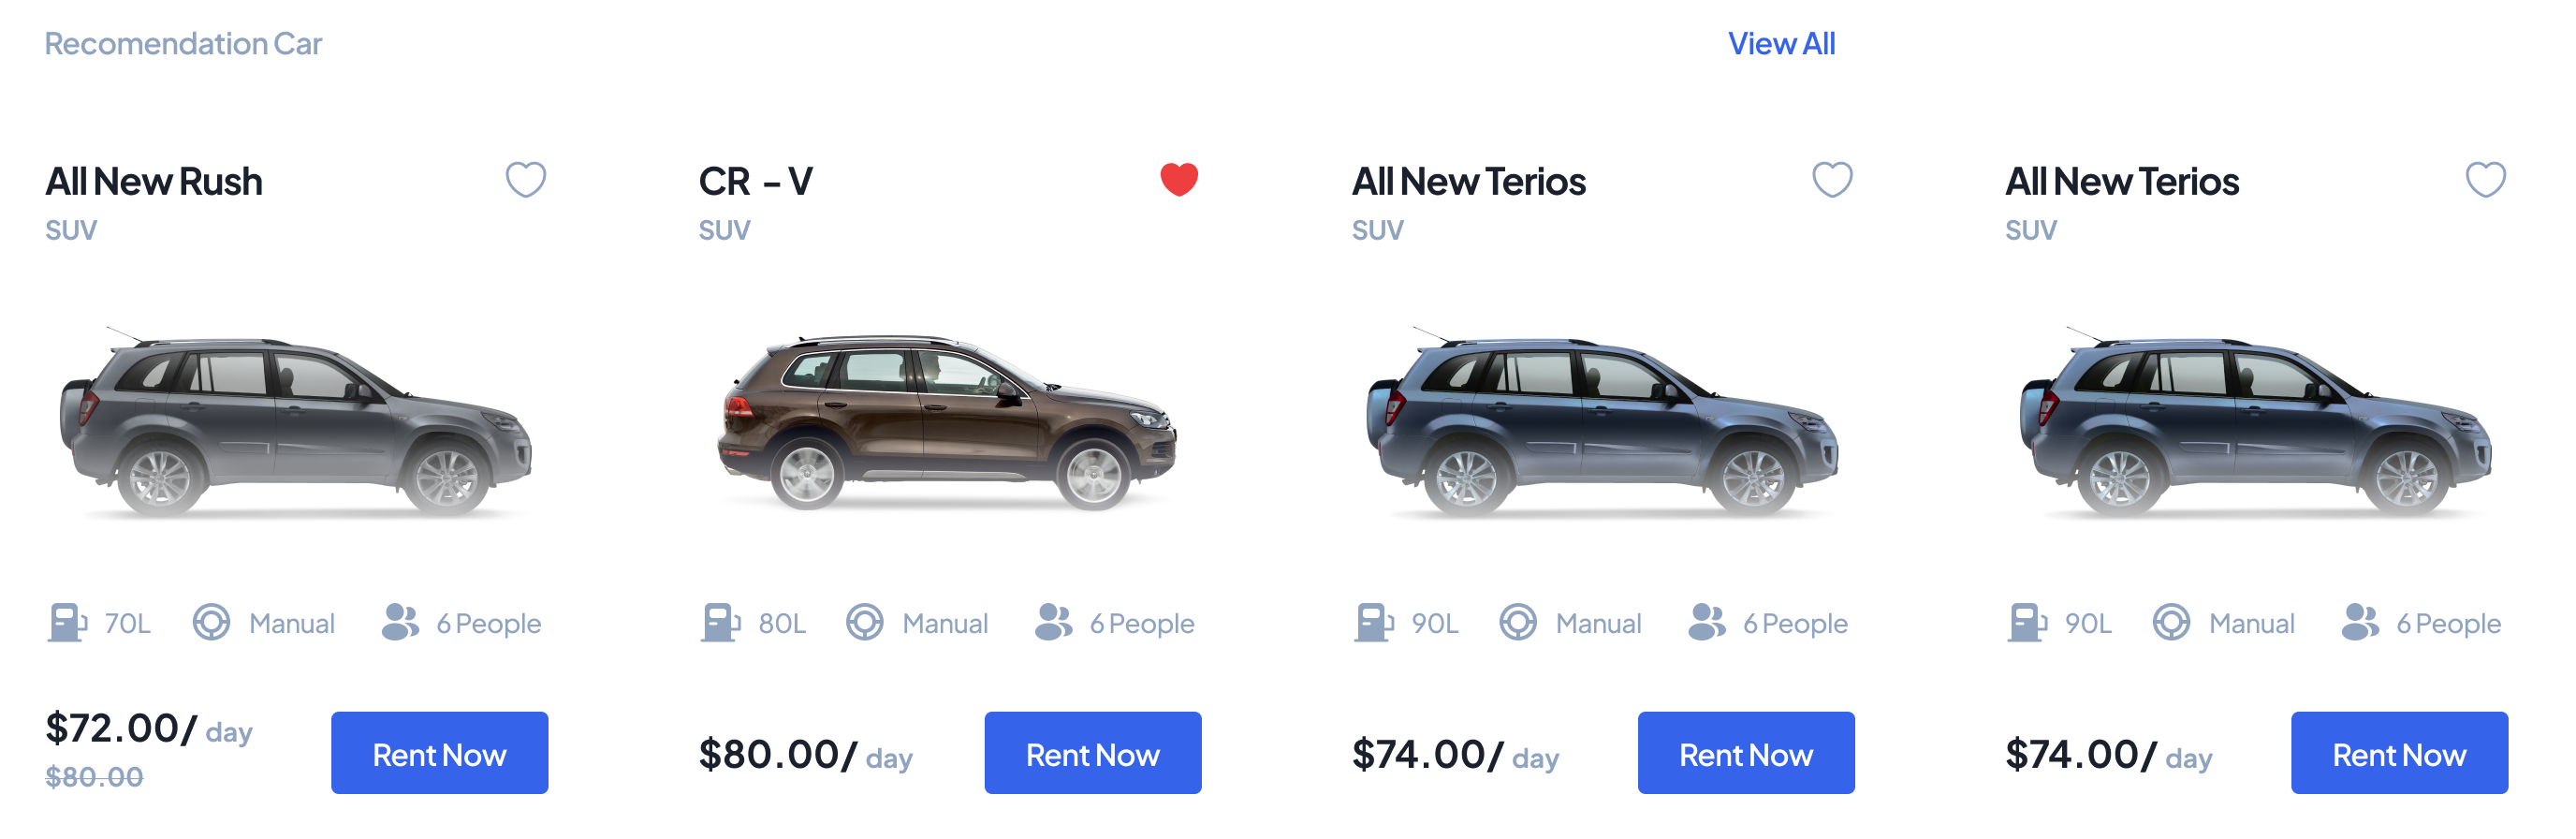 Recomendation Car
View All
All New Rush
SUV
70L
Manual
6 People
$72.00/ day
$80.00
Rent Now
CR - V
SUV
80L
Manual
6 People
$80.00/ day
Rent Now
All New Terios
SUV
90L
Manual
6 People
$74.00/ day
Rent Now
All New Terios
SUV
90L
Manual
6 People
$74.00/ day
Rent Now